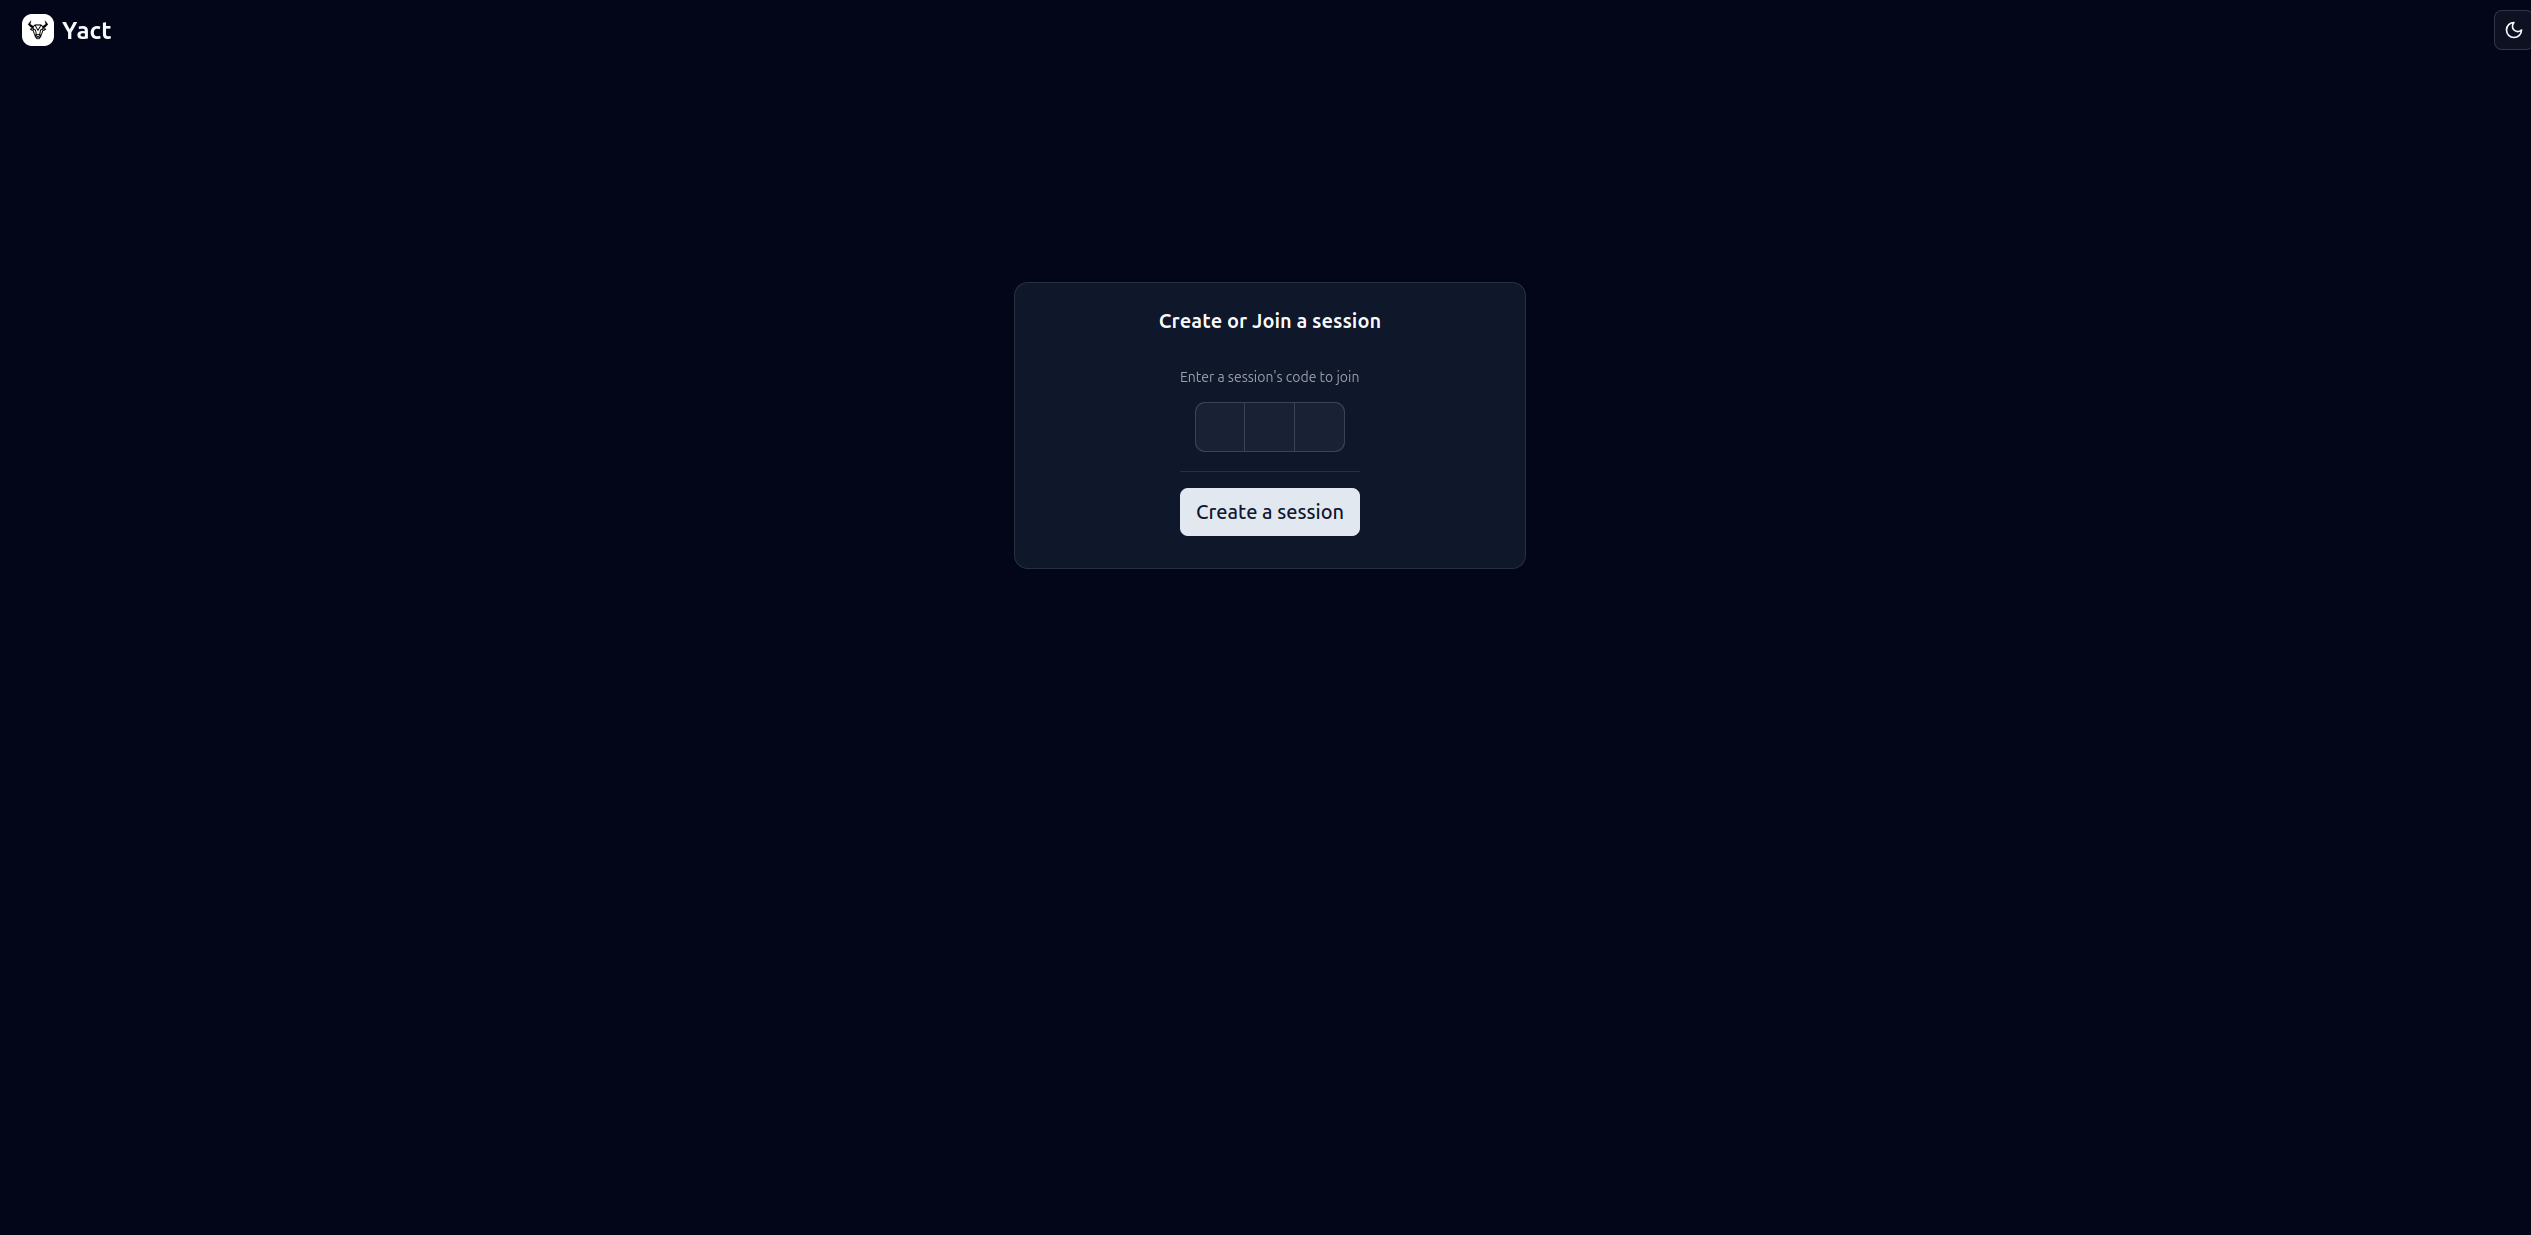 Yact
Create or Join a session
Enter a session's code to join
Create a session